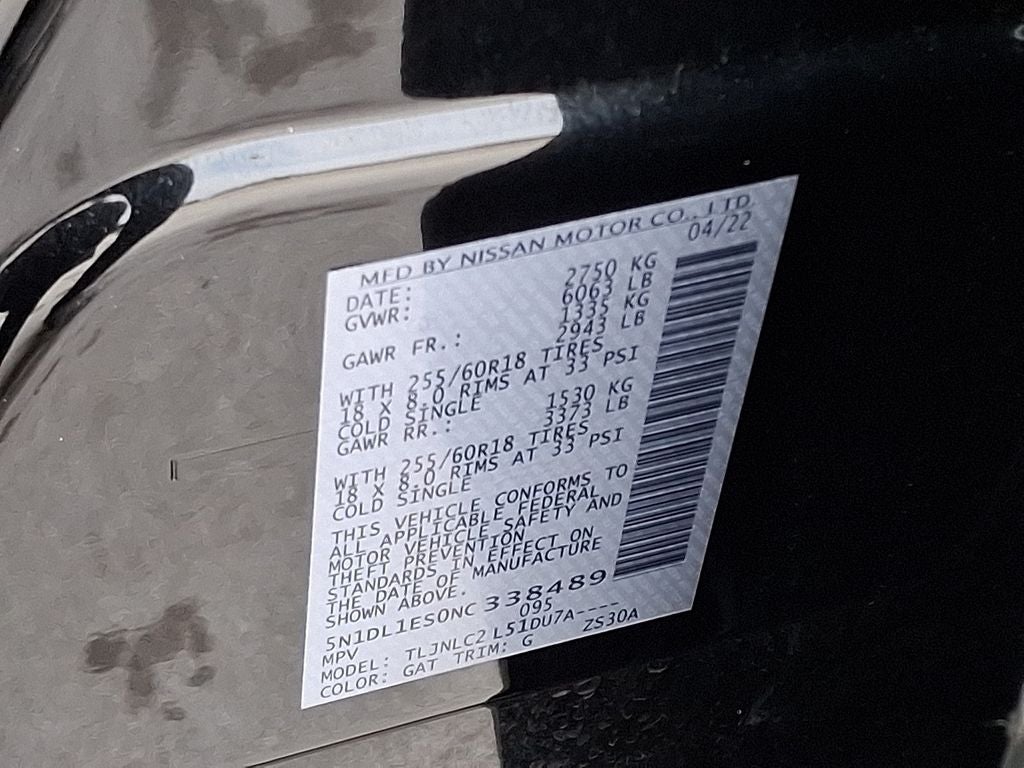 MFD BY NISSAN MOTOR CO., LTD.
DATE: 04/22
GVWR: 2750 KG
6063 LB
GAWR FR.: 1335 KG
2943 LB
WITH 255/60R18 TIRES
18 X 8.0 RIMS AT 33 PSI
COLD SINGLE
GAWR RR.: 1530 KG
3373 LB
WITH 255/60R18 TIRES
18 X 8.0 RIMS AT 33 PSI
COLD SINGLE
THIS VEHICLE CONFORMS TO
ALL APPLICABLE FEDERAL
MOTOR VEHICLE SAFETY AND
THEFT PREVENTION
STANDARDS IN EFFECT ON
THE DATE OF MANUFACTURE
SHOWN ABOVE.
5N1DL1ES0NC 338489
MPV 095
MODEL: TLJNLC2 L51DU7A----
COLOR: GAT TRIM: G ZS30A